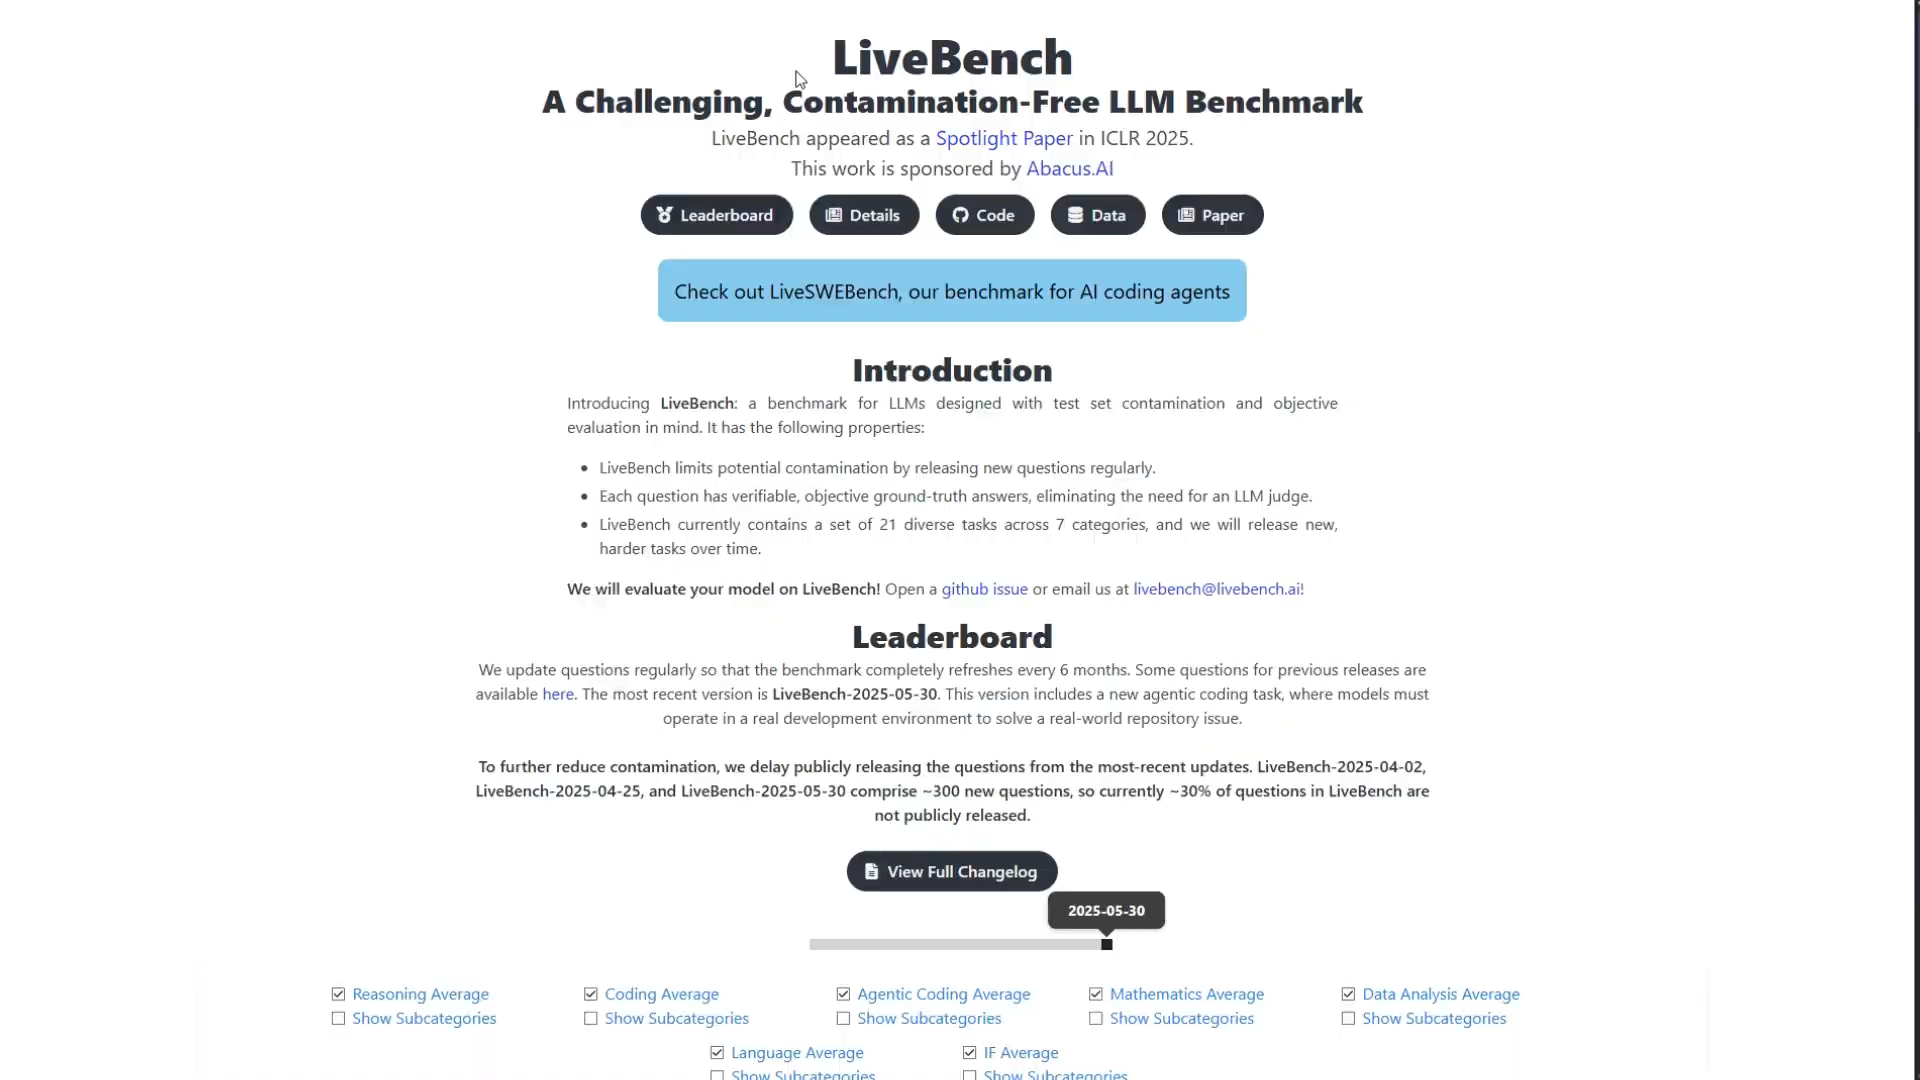 LiveBench
A Challenging, Contamination-Free LLM Benchmark
LiveBench appeared as a Spotlight Paper in ICLR 2025.
This work is sponsored by Abacus.AI
Leaderboard Details Code Data Paper
Check out LiveSWEBench, our benchmark for AI coding agents
Introduction
Introducing LiveBench: a benchmark for LLMs designed with test set contamination and objective
evaluation in mind. It has the following properties:
• LiveBench limits potential contamination by releasing new questions regularly.
• Each question has verifiable, objective ground-truth answers, eliminating the need for an LLM judge.
• LiveBench currently contains a set of 21 diverse tasks across 7 categories, and we will release new,
harder tasks over time.
We will evaluate your model on LiveBench! Open a github issue or email us at livebench@livebench.ai!
Leaderboard
We update questions regularly so that the benchmark completely refreshes every 6 months. Some questions for previous releases are
available here. The most recent version is LiveBench-2025-05-30. This version includes a new agentic coding task, where models must
operate in a real development environment to solve a real-world repository issue.
To further reduce contamination, we delay publicly releasing the questions from the most-recent updates. LiveBench-2025-04-02,
LiveBench-2025-04-25, and LiveBench-2025-05-30 comprise ~300 new questions, so currently ~30% of questions in LiveBench are
not publicly released.
View Full Changelog
2025-05-30
Reasoning Average Coding Average Agentic Coding Average Mathematics Average Data Analysis Average
Show Subcategories Show Subcategories Show Subcategories Show Subcategories Show Subcategories
Language Average IF Average
Show Subcategories Show Subcategories